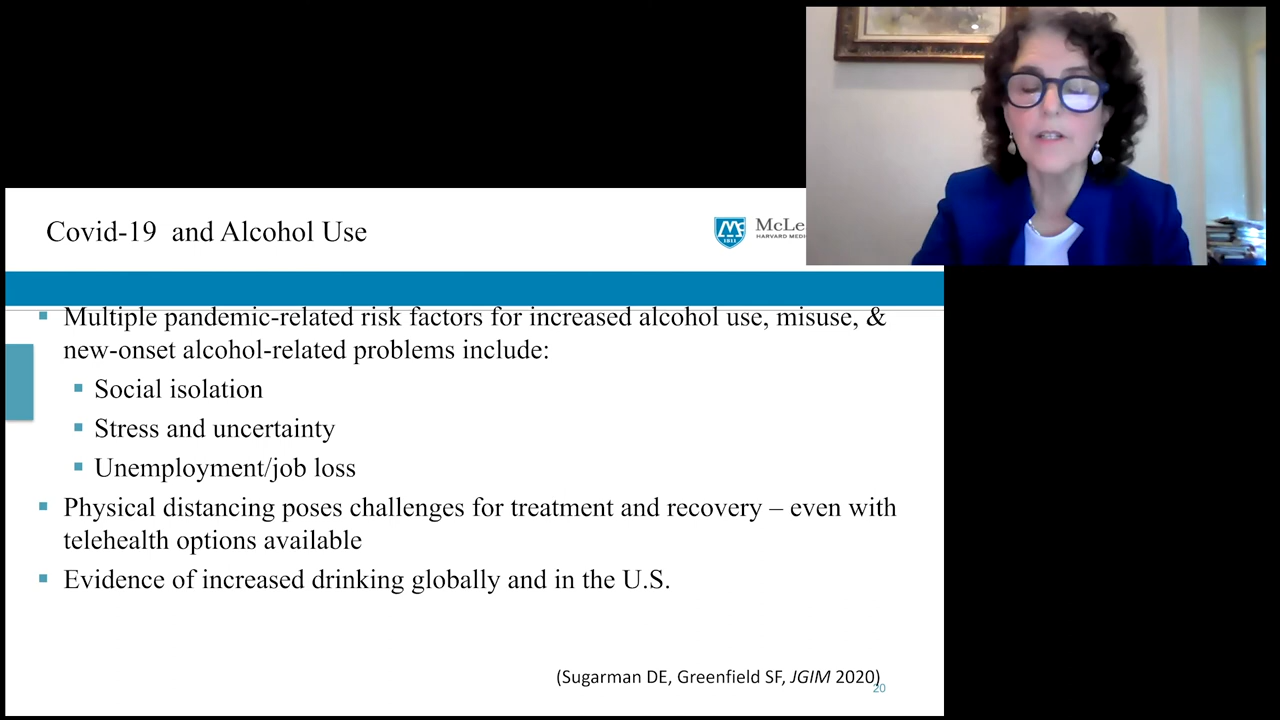 Covid-19 and Alcohol Use
▪ Multiple pandemic-related risk factors for increased alcohol use, misuse, &
new-onset alcohol-related problems include:
▪ Social isolation
▪ Stress and uncertainty
▪ Unemployment/job loss
▪ Physical distancing poses challenges for treatment and recovery – even with
telehealth options available
▪ Evidence of increased drinking globally and in the U.S.
(Sugarman DE, Greenfield SF, JGIM 2020)
20